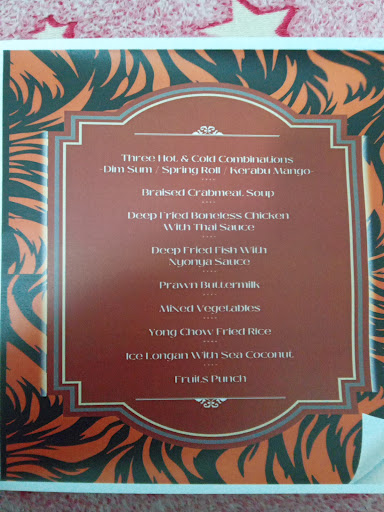 Three Hot & Cold Combinations
-Dim Sum / Spring Roll / Kerabu Mango-
Braised Crabmeat Soup
Deep Fried Boneless Chicken
With Thai Sauce
Deep Fried Fish With
Nyonya Sauce
Prawn Buttermilk
Mixed Vegetables
Yong Chow Fried Rice
Ice Longan With Sea Coconut
Fruits Punch